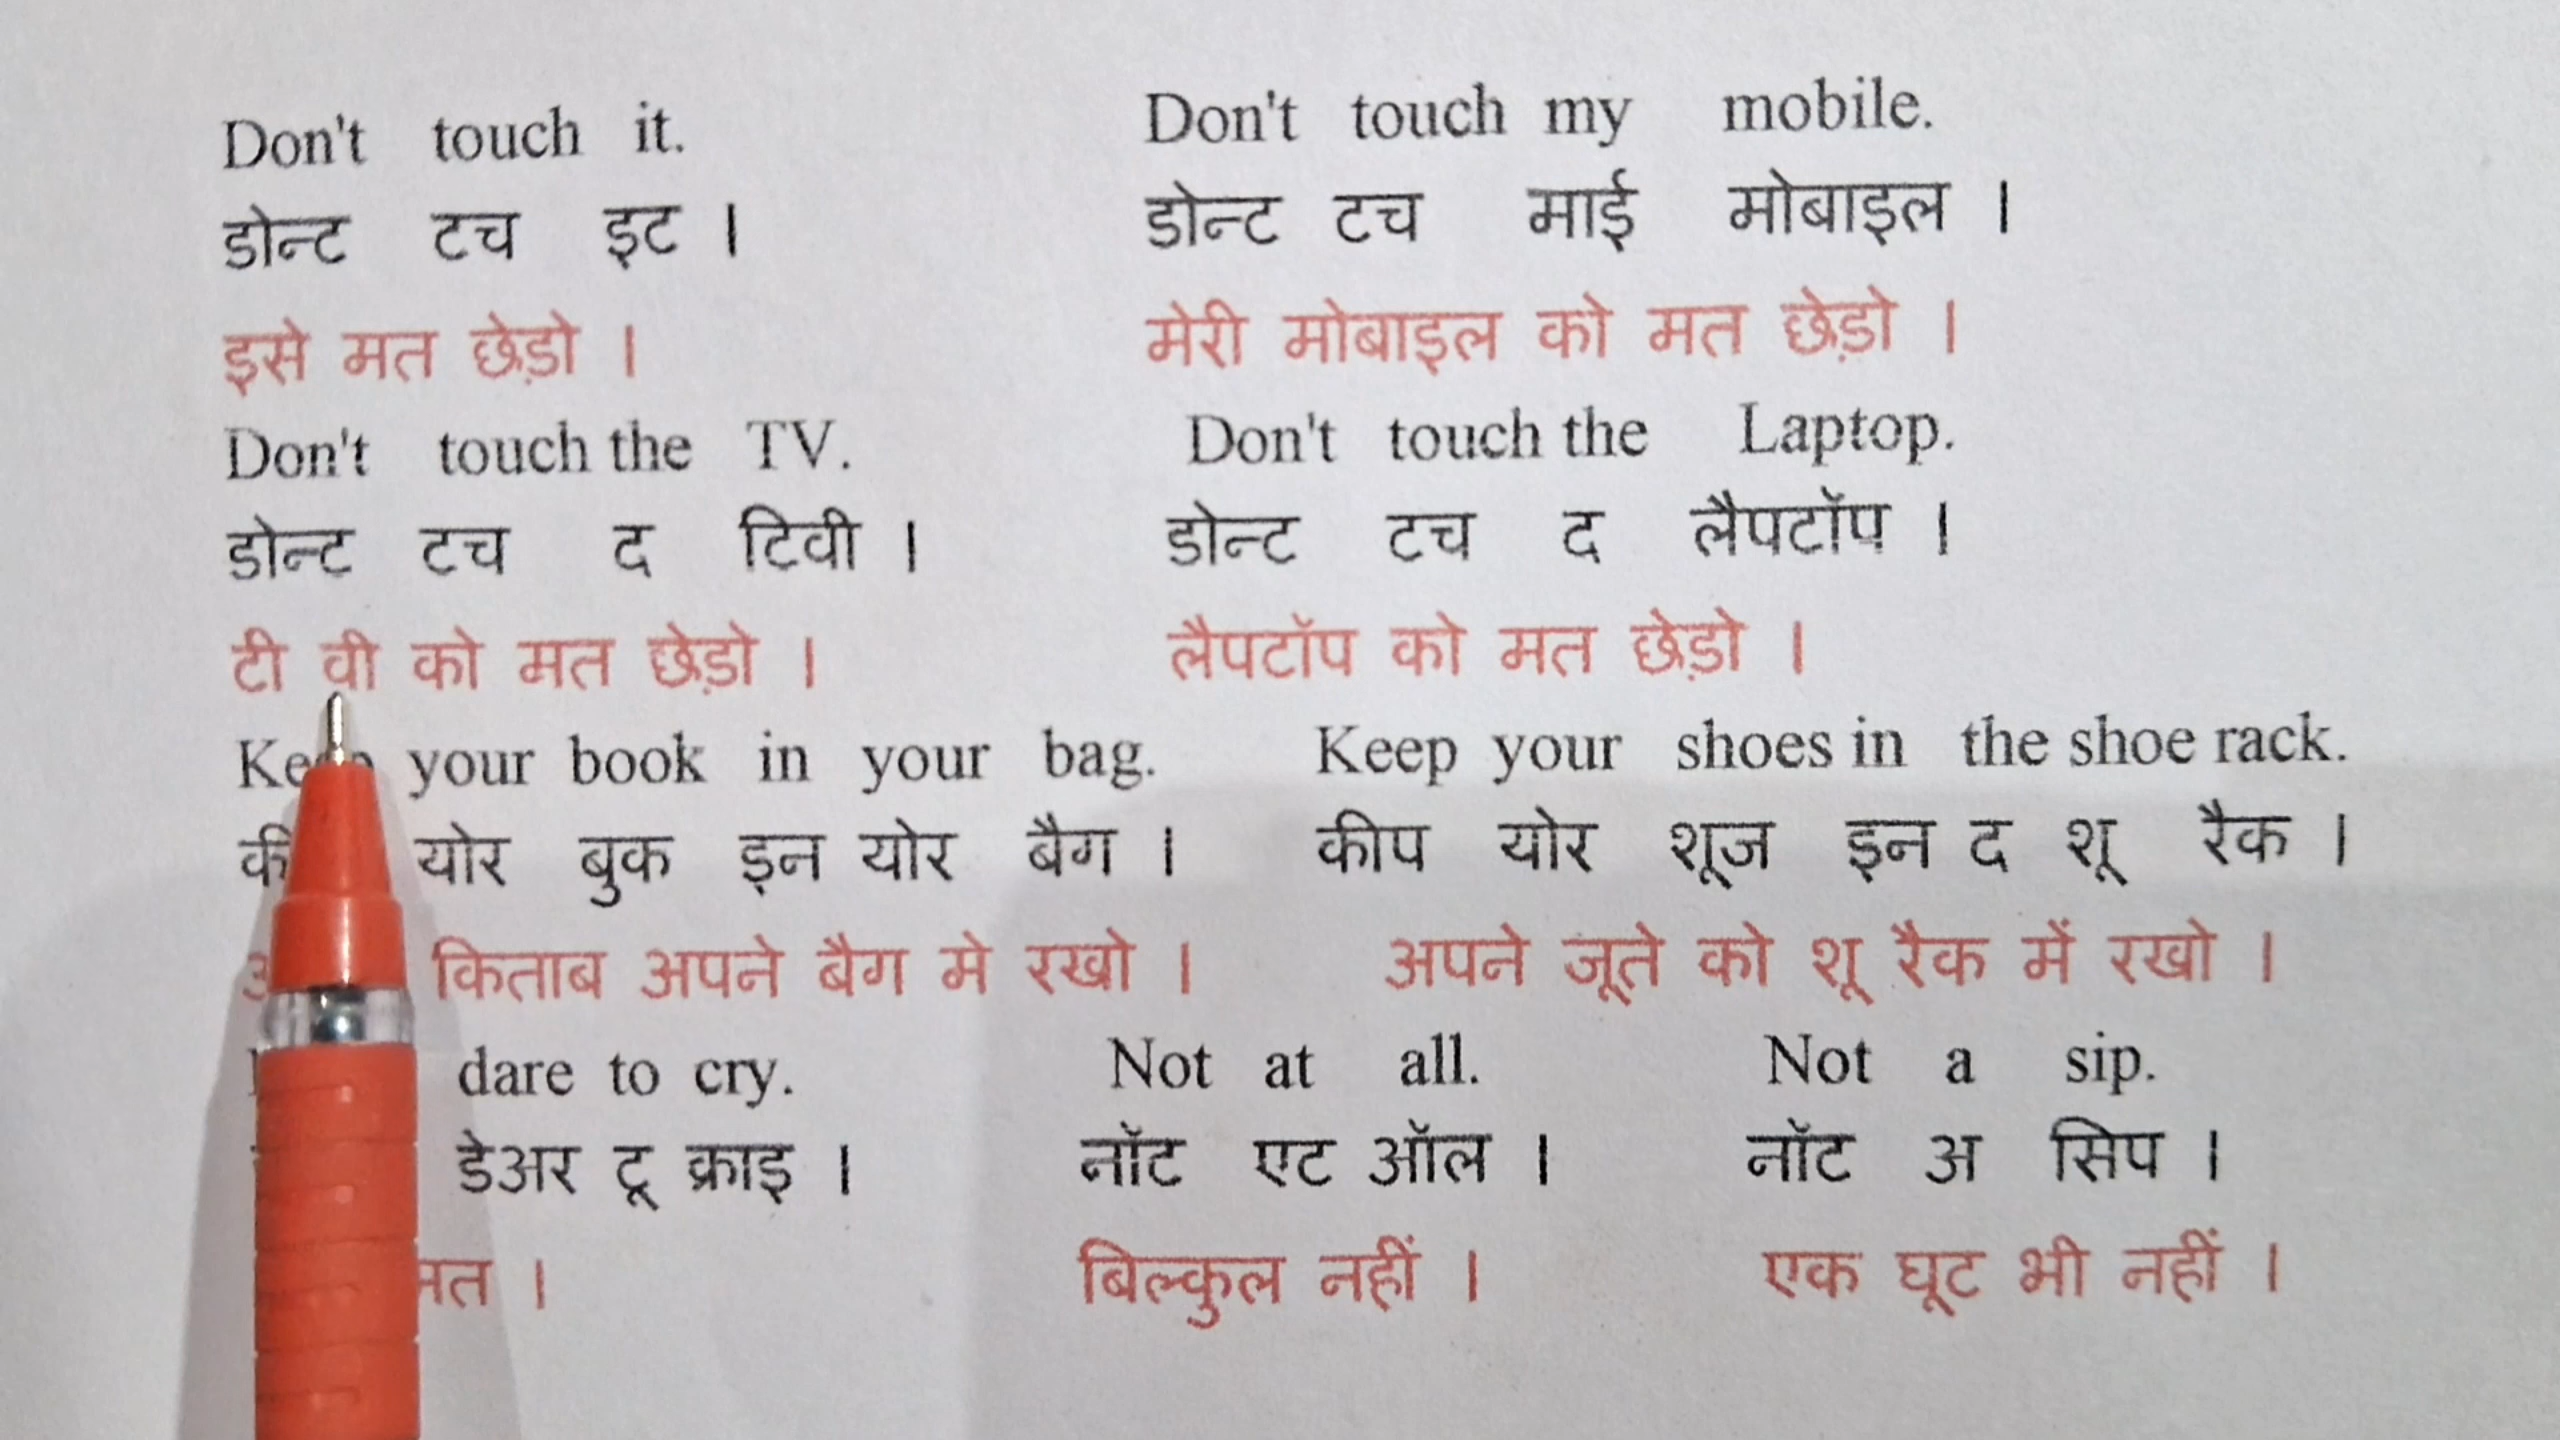 Don't touch it. Don't touch my mobile.
डोन्ट टच इट । डोन्ट टच माई मोबाइल ।
इसे मत छेड़ो । मेरी मोबाइल को मत छेड़ो ।
Don't touch the TV. Don't touch the Laptop.
डोन्ट टच द टिवी । डोन्ट टच द लैपटॉप ।
टी वी को मत छेड़ो । लैपटॉप को मत छेड़ो ।
Keep your book in your bag. Keep your shoes in the shoe rack.
योर बुक इन योर बैग । कीप योर शूज इन द शू रैक ।
किताब अपने बैग मे रखो । अपने जूते को शू रैक में रखो ।
dare to cry. Not at all. Not a sip.
डेअर टू क्राइ । नॉट एट ऑल । नॉट अ सिप ।
मत । बिल्कुल नहीं । एक घूट भी नहीं ।